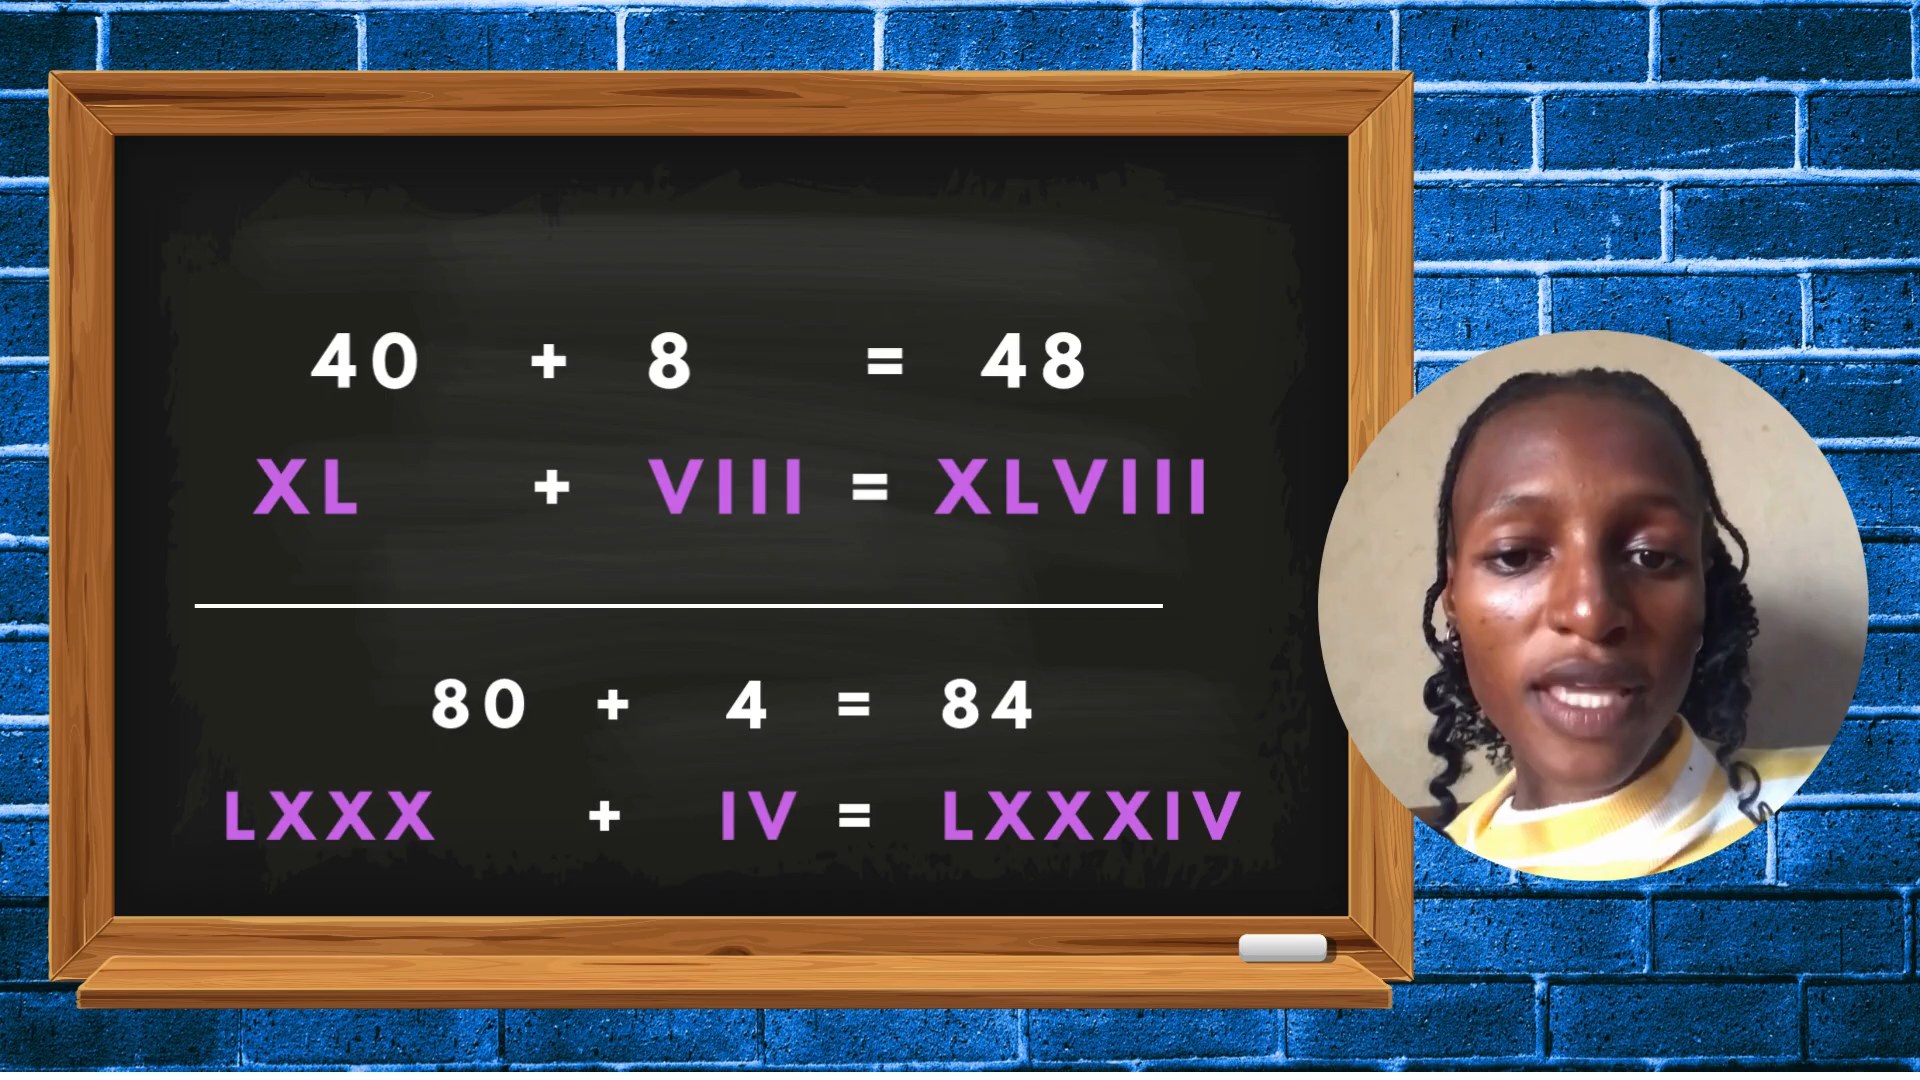 40 + 8 = 48
XL + VIII = XLVIII
80 + 4 = 84
LXXX + IV = LXXXIV